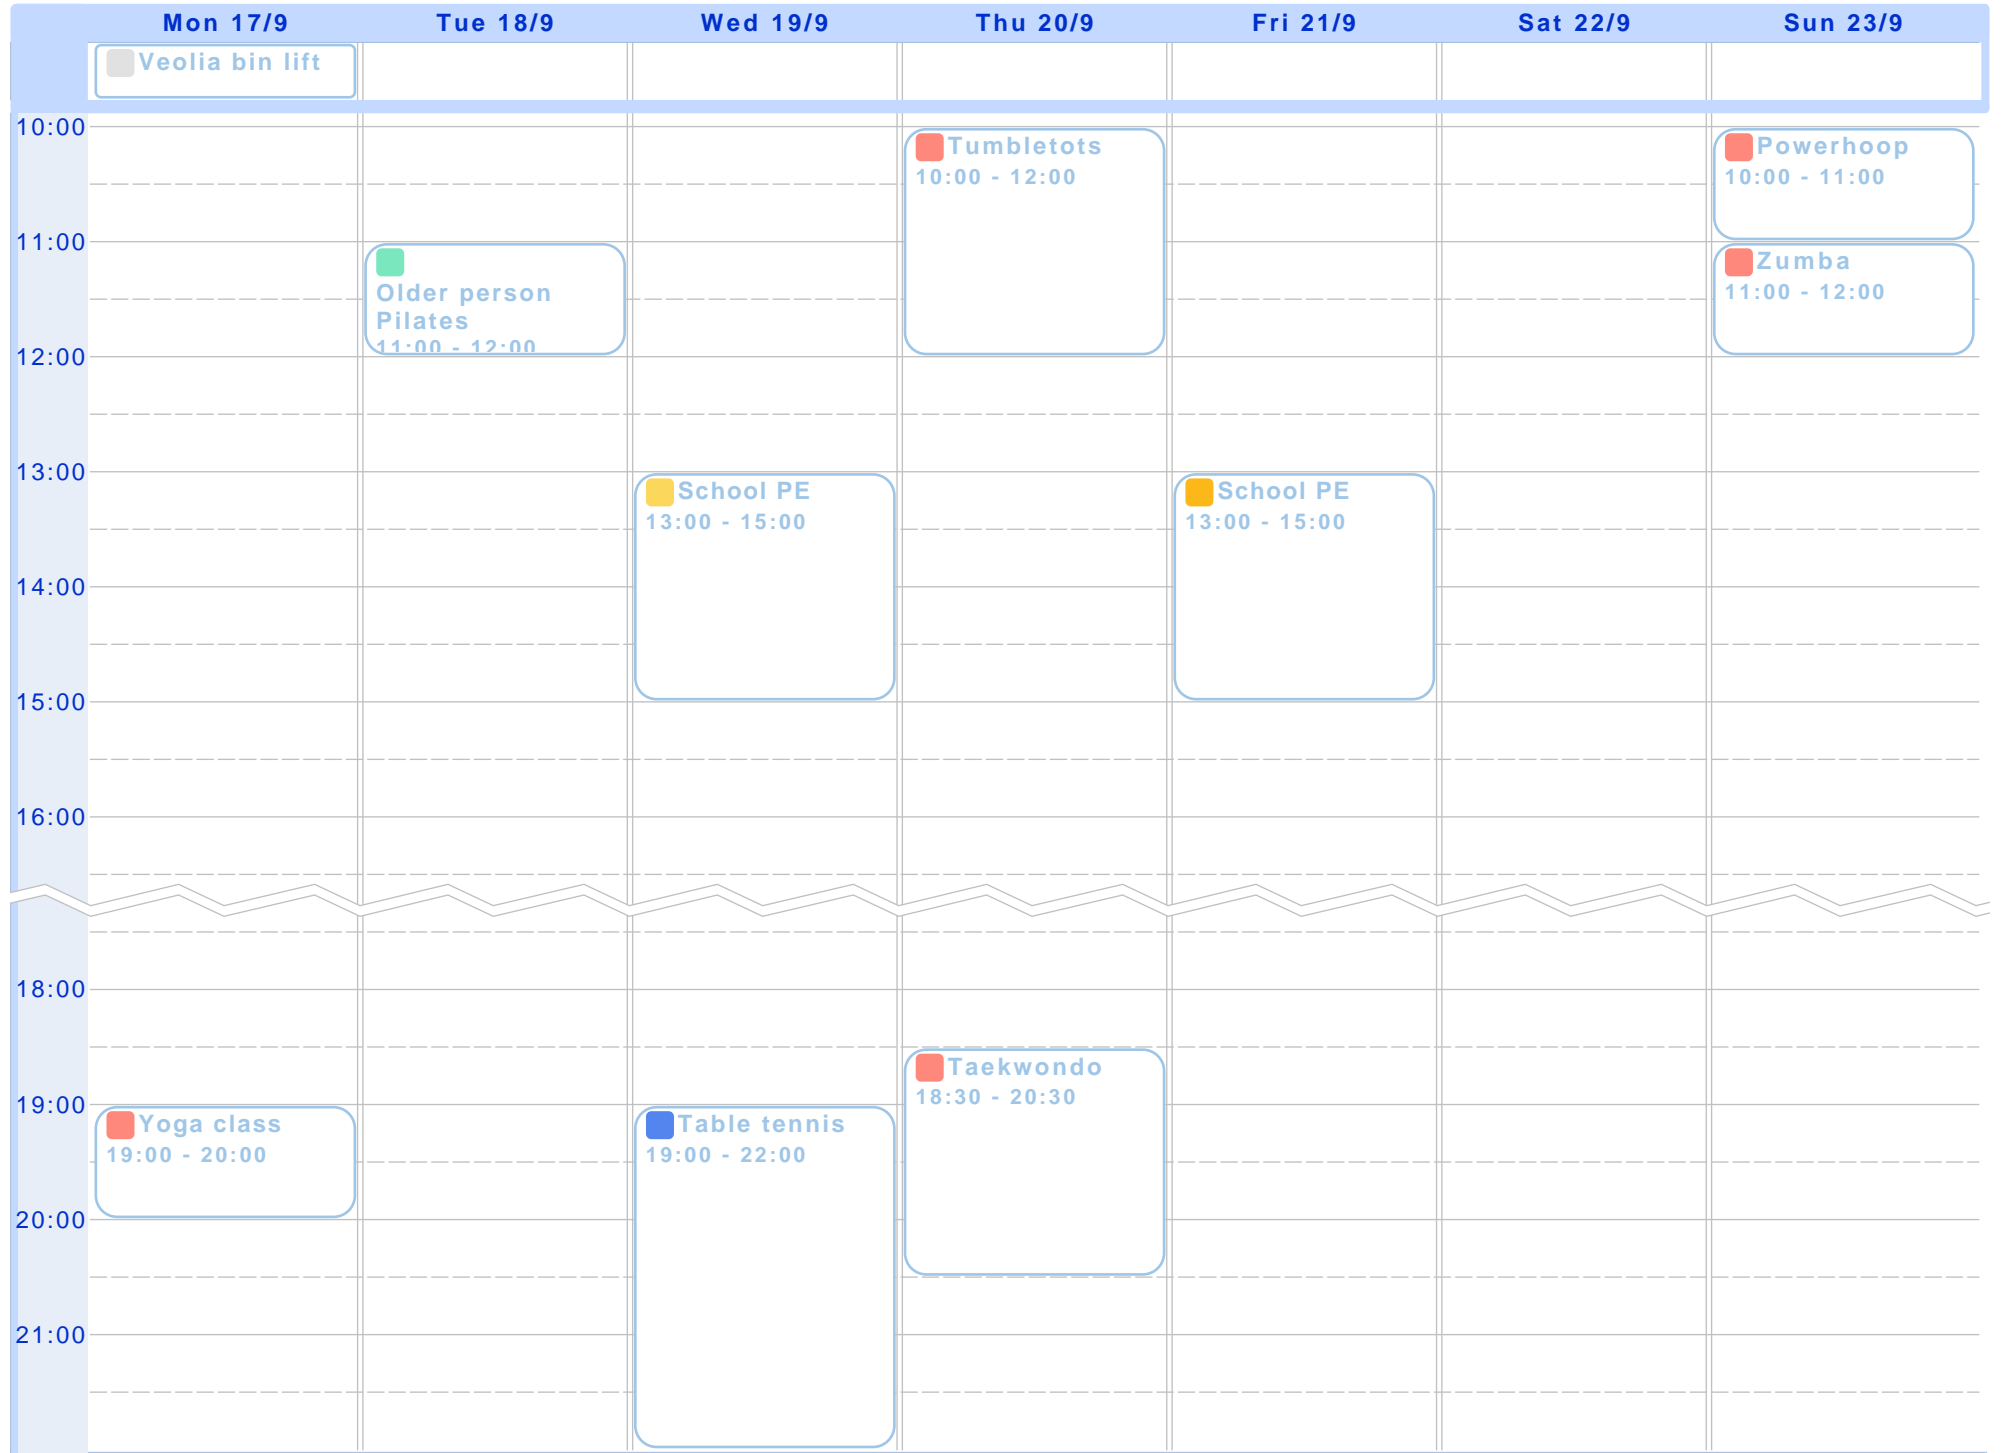 Mon 17/9 Tue 18/9 Wed 19/9 Thu 20/9 Fri 21/9 Sat 22/9 Sun 23/9
Veolia bin lift
10:00
Tumbletots
10:00 - 12:00
Powerhoop
10:00 - 11:00
11:00
Older person
Pilates
11:00 - 12:00
Zumba
11:00 - 12:00
12:00
13:00
School PE
13:00 - 15:00
School PE
13:00 - 15:00
14:00
15:00
16:00
18:00
Taekwondo
18:30 - 20:30
19:00
Yoga class
19:00 - 20:00
Table tennis
19:00 - 22:00
20:00
21:00